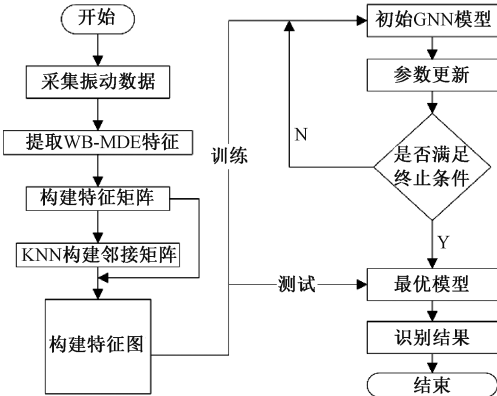 开始
采集振动数据
提取WB-MDE特征
构建特征矩阵
KNN构建邻接矩阵
构建特征图
训练
测试
初始GNN模型
参数更新
是否满足
终止条件
N
Y
最优模型
识别结果
结束